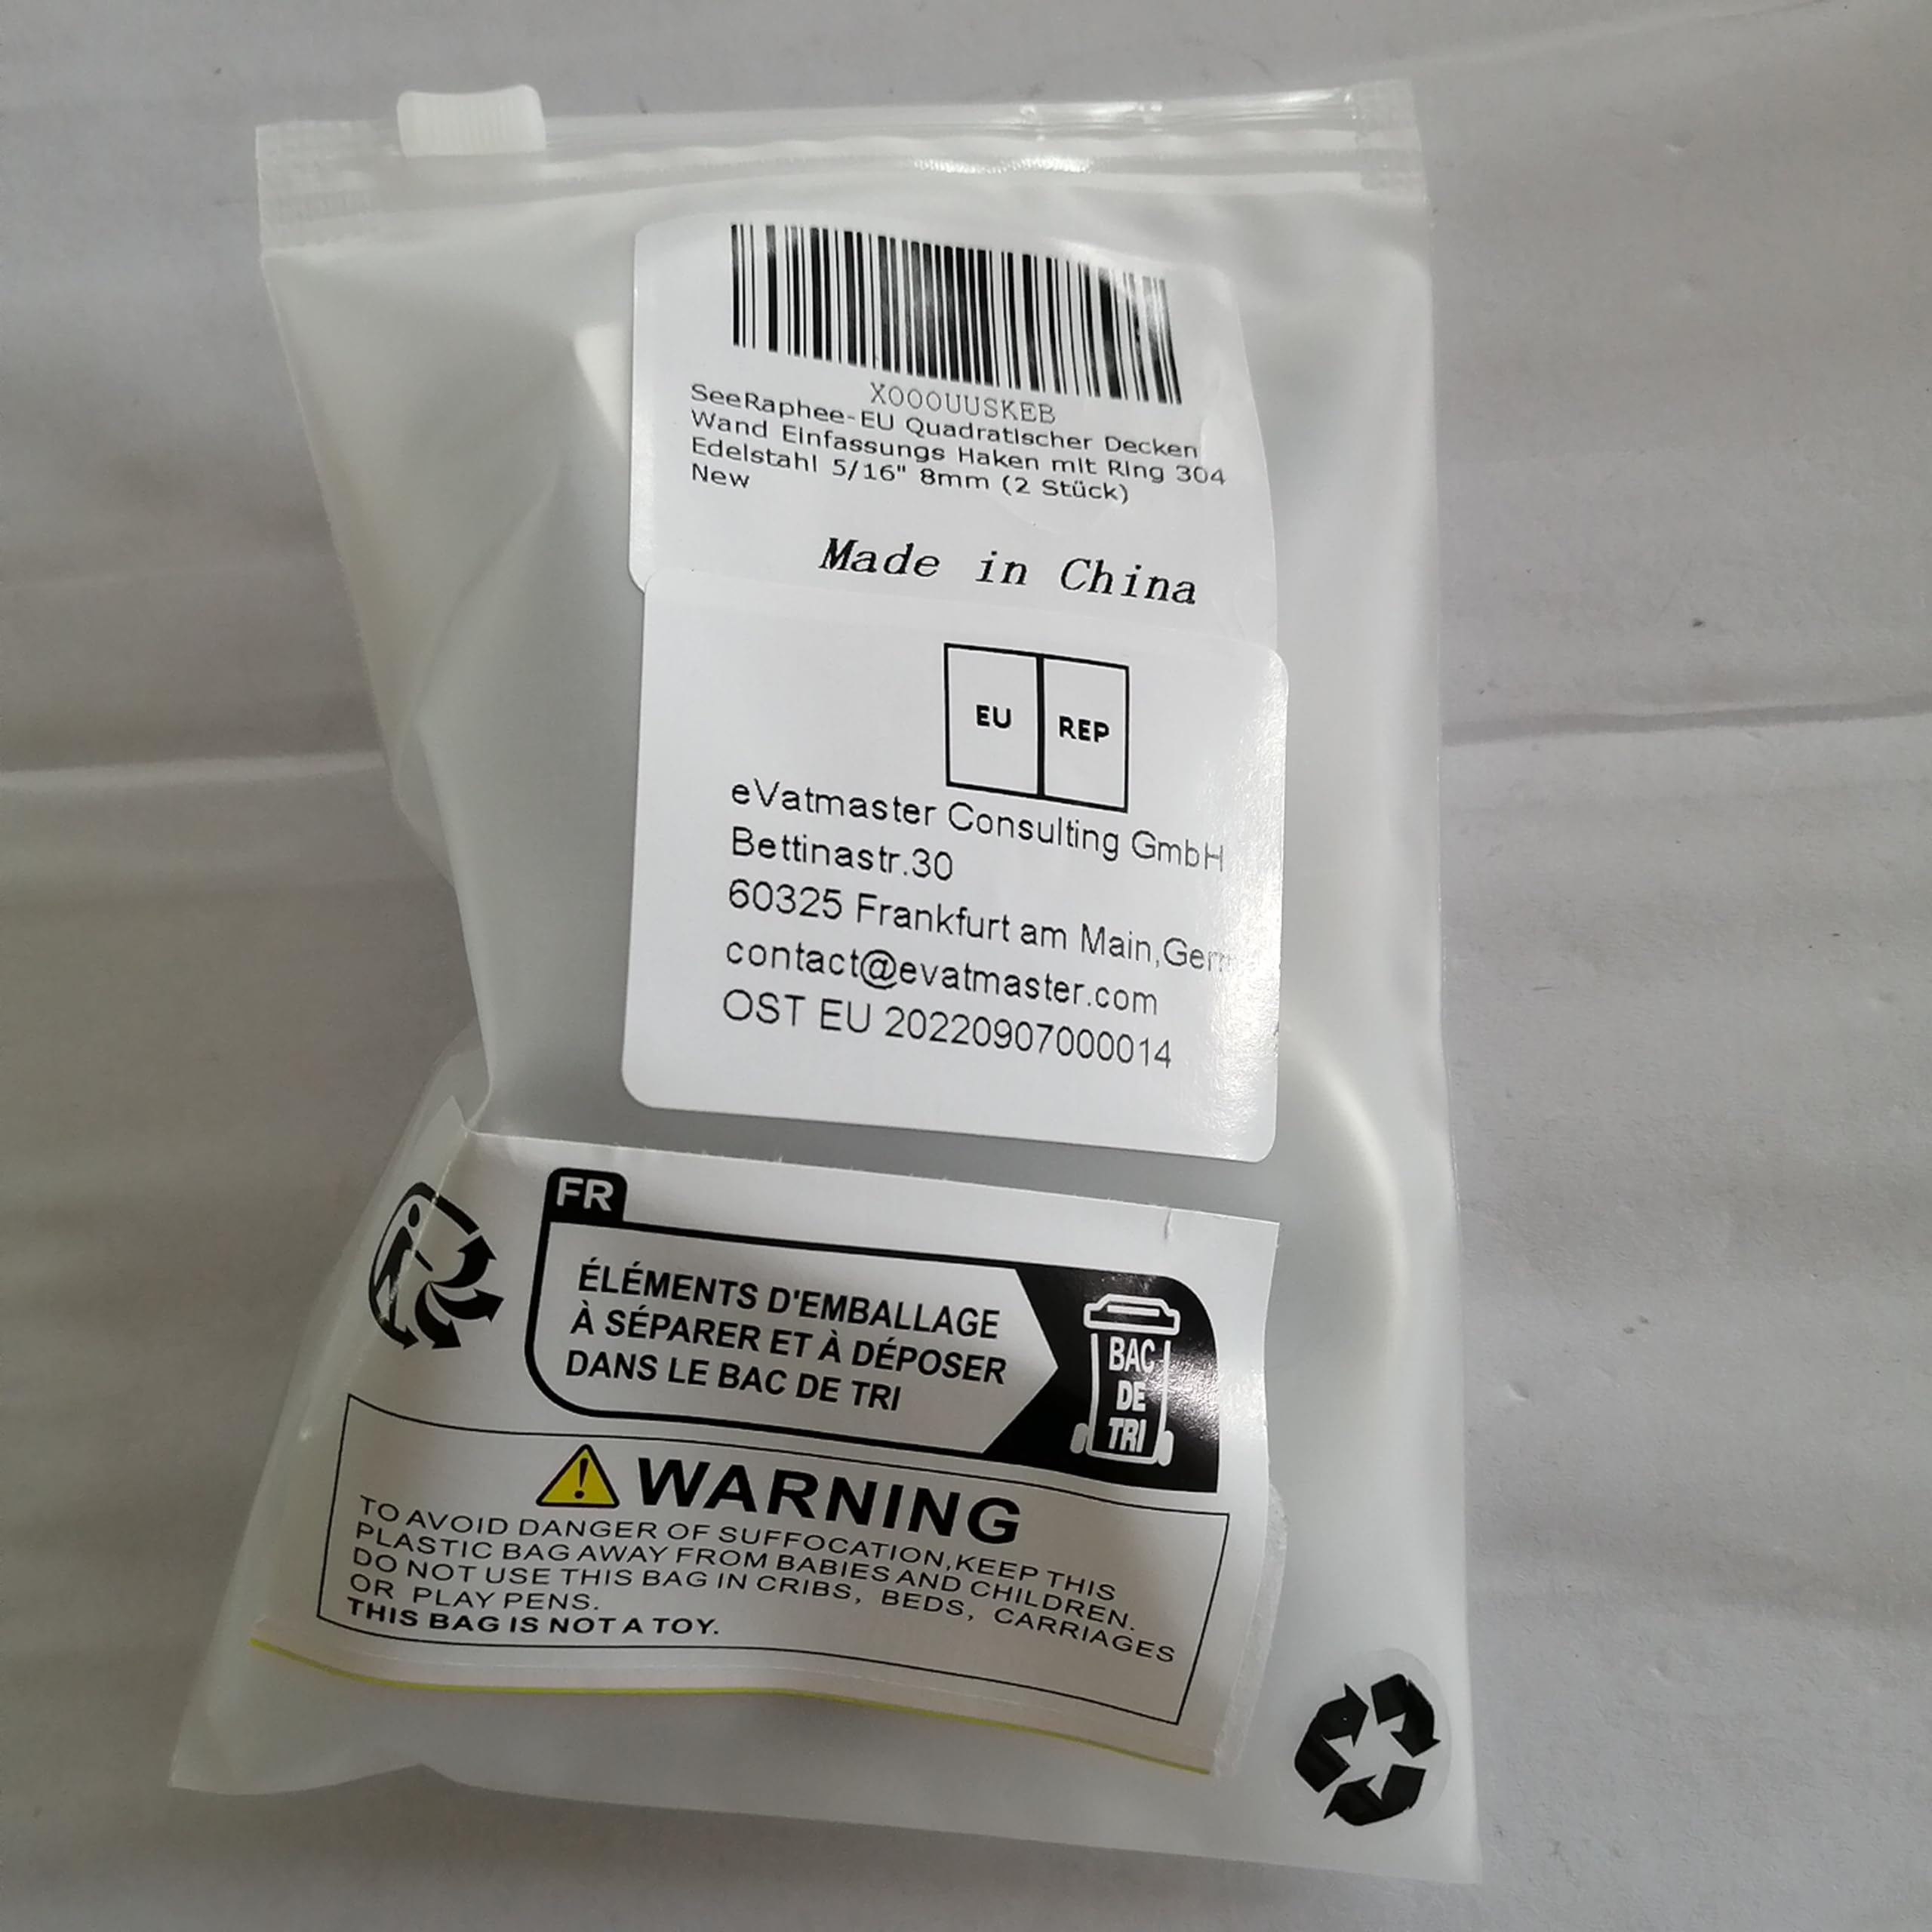 X000UUSKEB
SeeRaphee-EU Quadratischer Decken
Wand Einfassungs Haken mit Ring 304
Edelstahl 5/16" 8mm (2 Stück)
New
Made in China
EU REP
eVatmaster Consulting GmbH
Bettinastr.30
60325 Frankfurt am Main,
contact@evatmaster.com
OST EU 20220907000014
FR
ÉLÉMENTS D'EMBALLAGE
À SÉPARER ET À DÉPOSER
DANS LE BAC DE TRI
BAC
DE
TRI
WARNING
TO AVOID DANGER OF SUFFOCATION,KEEP THIS
PLASTIC BAG AWAY FROM BABIES AND CHILDREN.
DO NOT USE THIS BAG IN CRIBS, BEDS, CARRIAGES
OR PLAY PENS.
THIS BAG IS NOT A TOY.